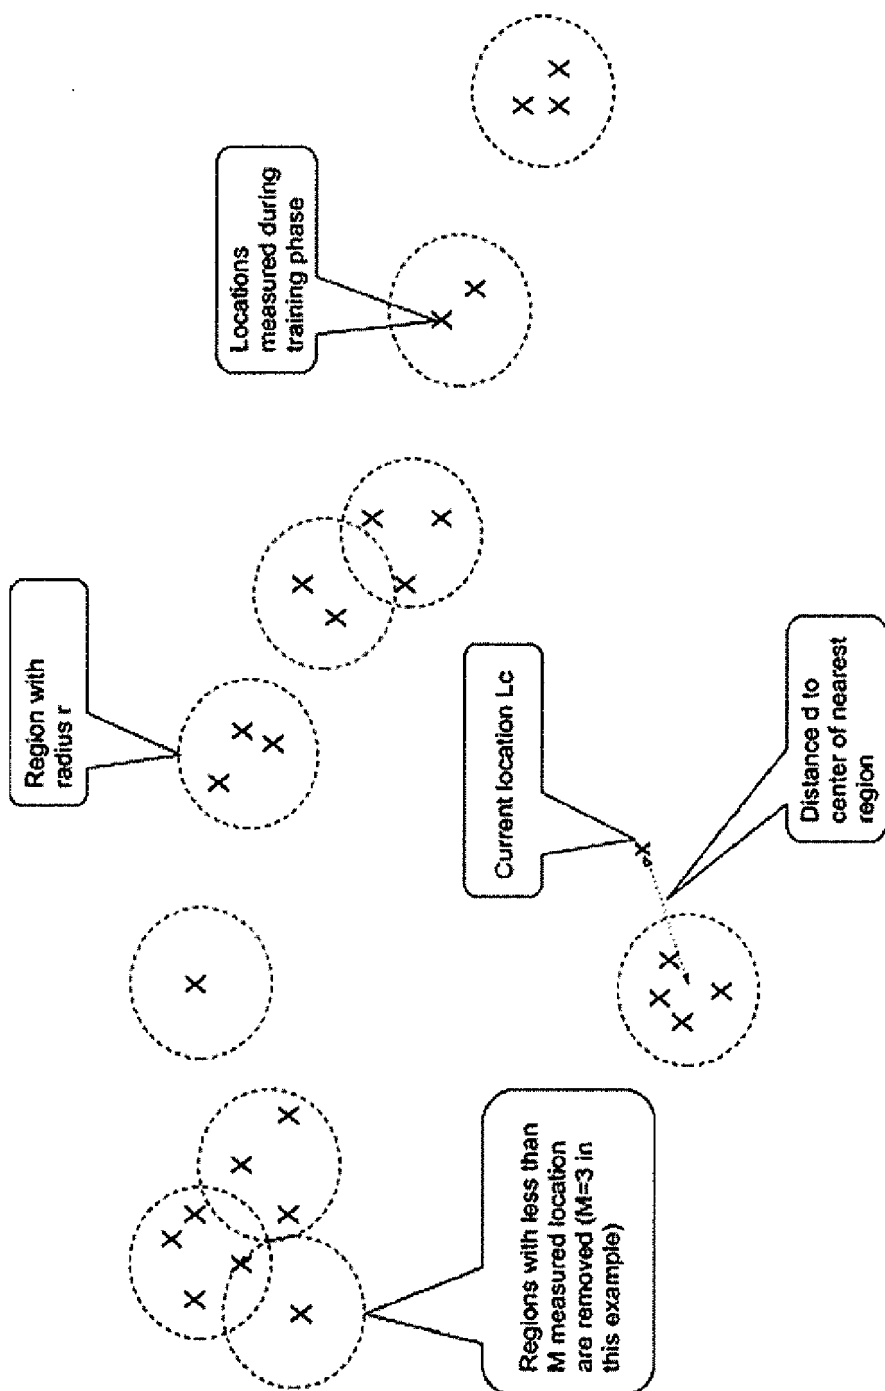 Regions with less than
M measured location
are removed (M=3 in
this example)
Region with
radius r
Current location Lc
Distance d to
center of nearest
region
Locations
measured during
training phase